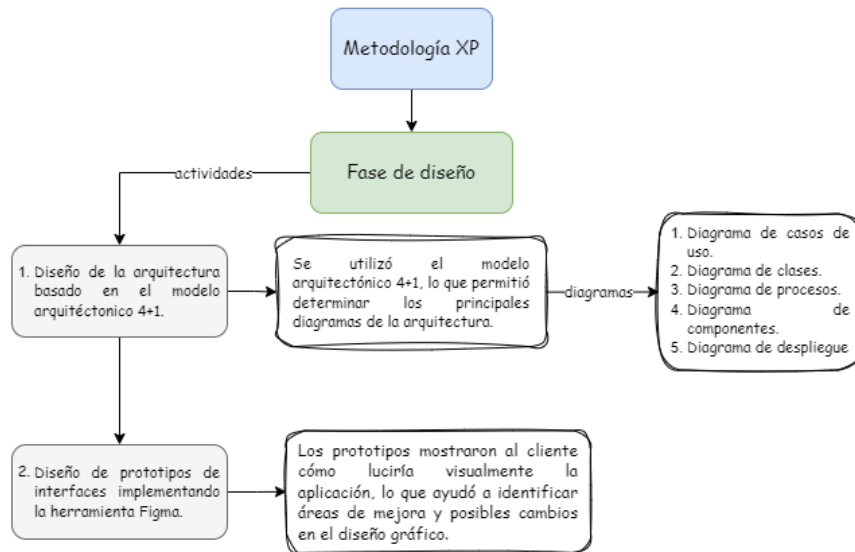 Metodología XP
Fase de diseño
actividades
1. Diseño de la arquitectura
basado en el modelo
arquitéctonico 4+1.
Se utilizó el modelo
arquitectónico 4+1, lo que permitió
determinar los principales
diagramas de la arquitectura.
diagramas
1. Diagrama de casos de
uso.
2. Diagrama de clases.
3. Diagrama de procesos.
4. Diagrama de
componentes.
5. Diagrama de despliegue
2. Diseño de prototipos de
interfaces implementando
la herramienta Figma.
Los prototipos mostraron al cliente
cómo luciría visualmente la
aplicación, lo que ayudó a identificar
áreas de mejora y posibles cambios
en el diseño gráfico.